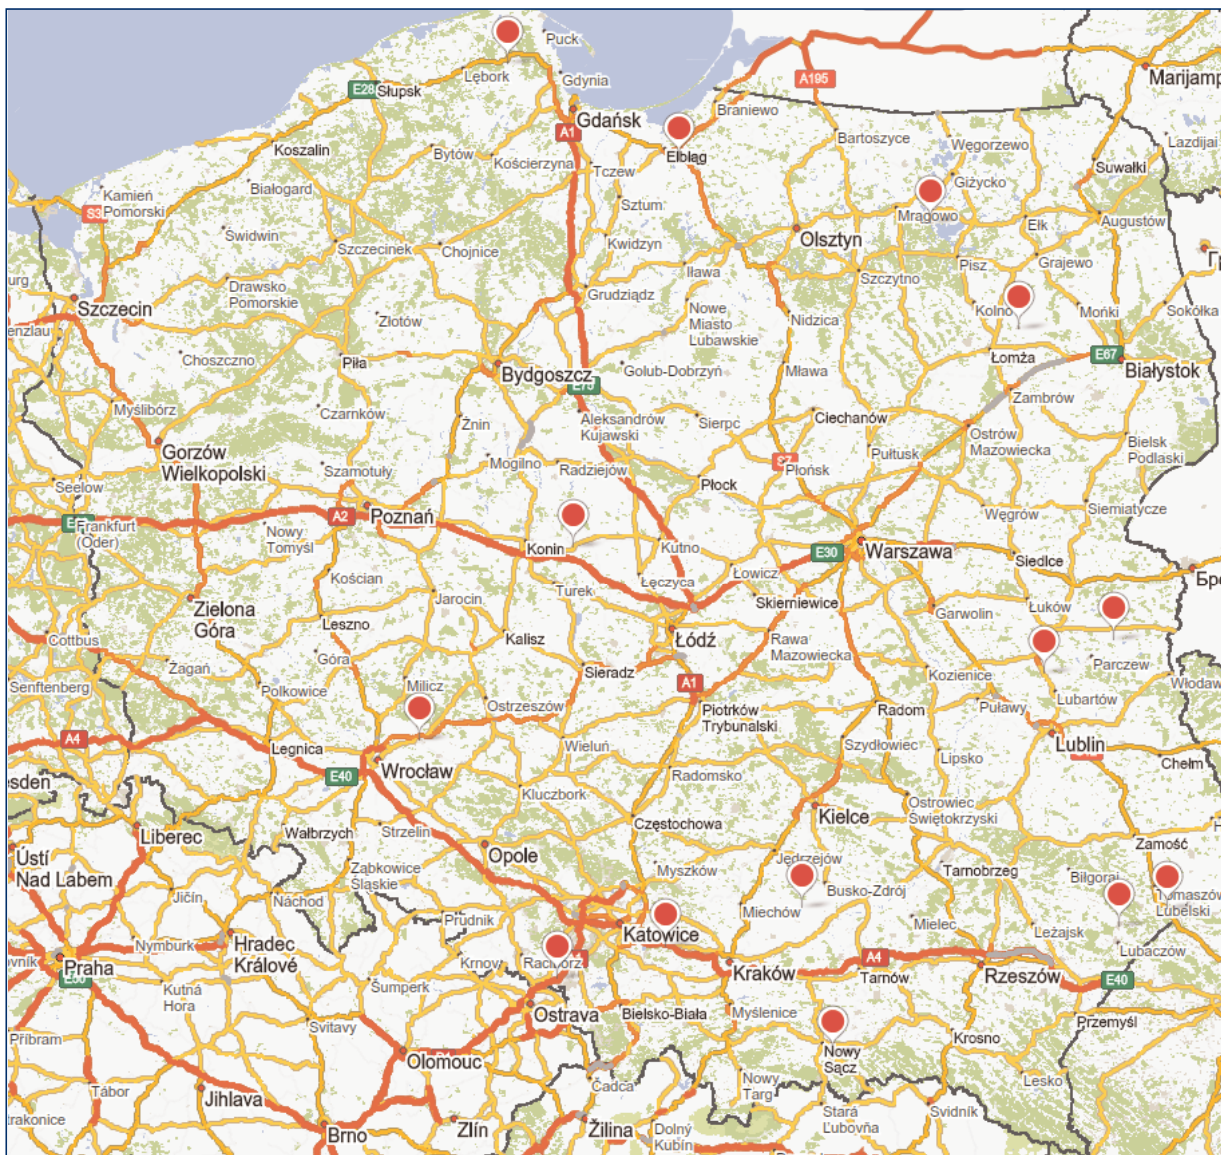 Puck
Lębork
Gdynia
E28
Słupsk
A195
Marijamp
Gdańsk
A1
Braniewo
Bartoszyce
Węgorzewo
Lazdijai
Koszalin
Bytów
Kościerzyna
Elbląg
Tczew
Suwałki
Giżycko
Białogard
Kamień
Pomorski
S3
Sztum
Mrągowo
Augustów
Ełk
Świdwin
Szczecinek
Chojnice
Kwidzyn
Olsztyn
Pisz
Grajewo
Iława
Szczytno
Drawsko
Pomorskie
Grudziądz
Szczecin
Nowe
Miasto
Lubawskie
Kolno
Mońki
Sokółka
Złotów
Nidzica
enzlau
Choszczno
Piła
Bydgoszcz
Golub-Dobrzyń
Mława
Łomża
E67
Białystok
Zambrów
Myślibórz
Czarnków
Żnin
Aleksandrów
Kujawski
Sierpc
Ciechanów
Ostrów
Mazowiecka
Bielsk
Podlaski
Gorzów
Wielkopolski
Szamotuły
Mogilno
Radziejów
S7
Płońsk
Pułtusk
Seelow
Płock
Siemiatycze
Węgrów
A2
Poznań
Frankfurt
(Oder)
Nowy
Tomyśl
Konin
Kutno
E30
Warszawa
Siedlce
Kościan
Turek
Łęczyca
Łowicz
Skierniewice
Jarocin
Garwolin
Łuków
Zielona
Góra
Leszno
Kalisz
Łódź
Rawa
Mazowiecka
Cottbus
Żagań
Góra
Sieradz
Parczew
Senftenberg
Polkowice
Milicz
Ostrzeszów
A1
Kozienice
Włodaw
Lubartów
Puławy
Piotrków
Trybunalski
Radom
A4
Legnica
Wieluń
Szydłowiec
Lublin
Wrocław
Lipsko
Chełm
E40
Radomsko
esden
Kluczbork
Ostrowiec
Świętokrzyski
Częstochowa
Kielce
Liberec
Wałbrzych
Strzelin
Opole
Zamość
Ústí
Nad Labem
Ząbkowice
Śląskie
Myszków
Jędrzejów
Tarnobrzeg
Biłgoraj
Jičín
Náchod
Busko-Zdrój
Tomaszów
Lubelski
Prudnik
Miechów
Mielec
Leżajsk
Nymburk
Hradec
Králové
Katowice
Lubaczów
ovník
Praha
Krnov
Racibórz
Kraków
A4
Tarnów
Rzeszów
E40
Kutná
Hora
Šumperk
Ostrava
Bielsko-Biała
Myślenice
Przemyśl
Svitavy
Příbram
Krosno
Nowy
Sącz
Olomouc
Tábor
Čadca
Nowy
Targ
Lesko
Jihlava
Stará
Ľubovňa
Svidník
trakonice
Brno
Zlín
Žilina
Dolný
Kubín